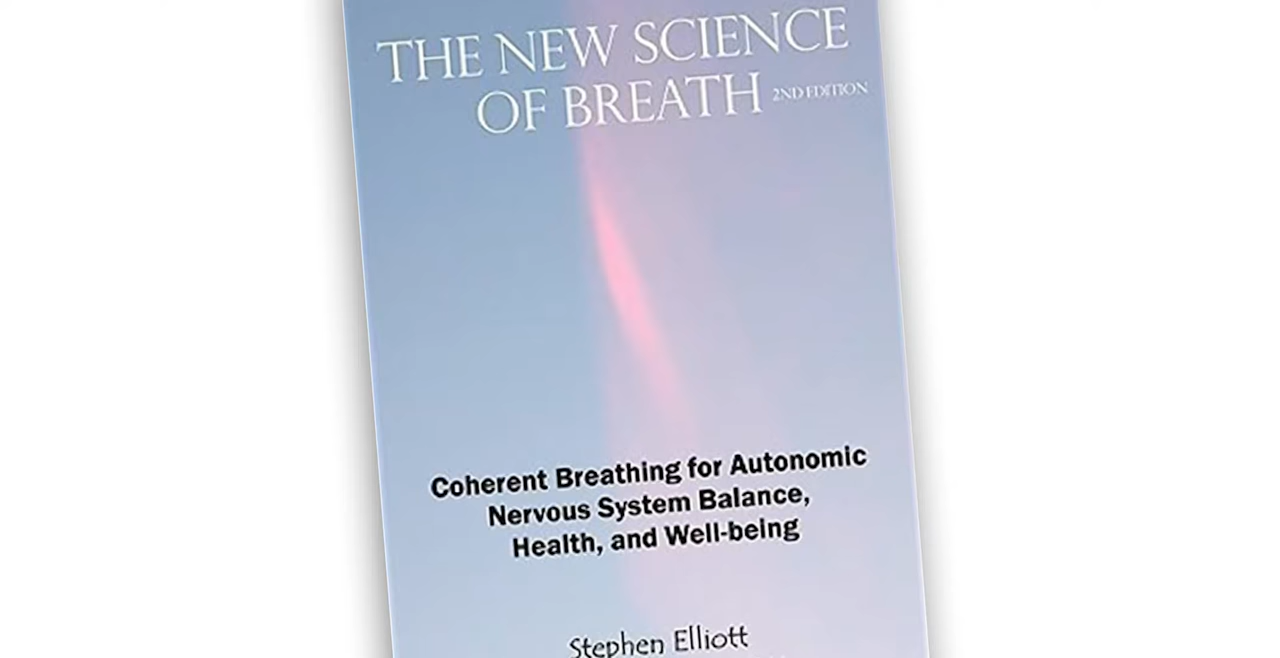 THE NEW SCIENCE
OF BREATH 2ND EDITION
Coherent Breathing for Autonomic
Nervous System Balance,
Health, and Well-being
Stephen Elliott